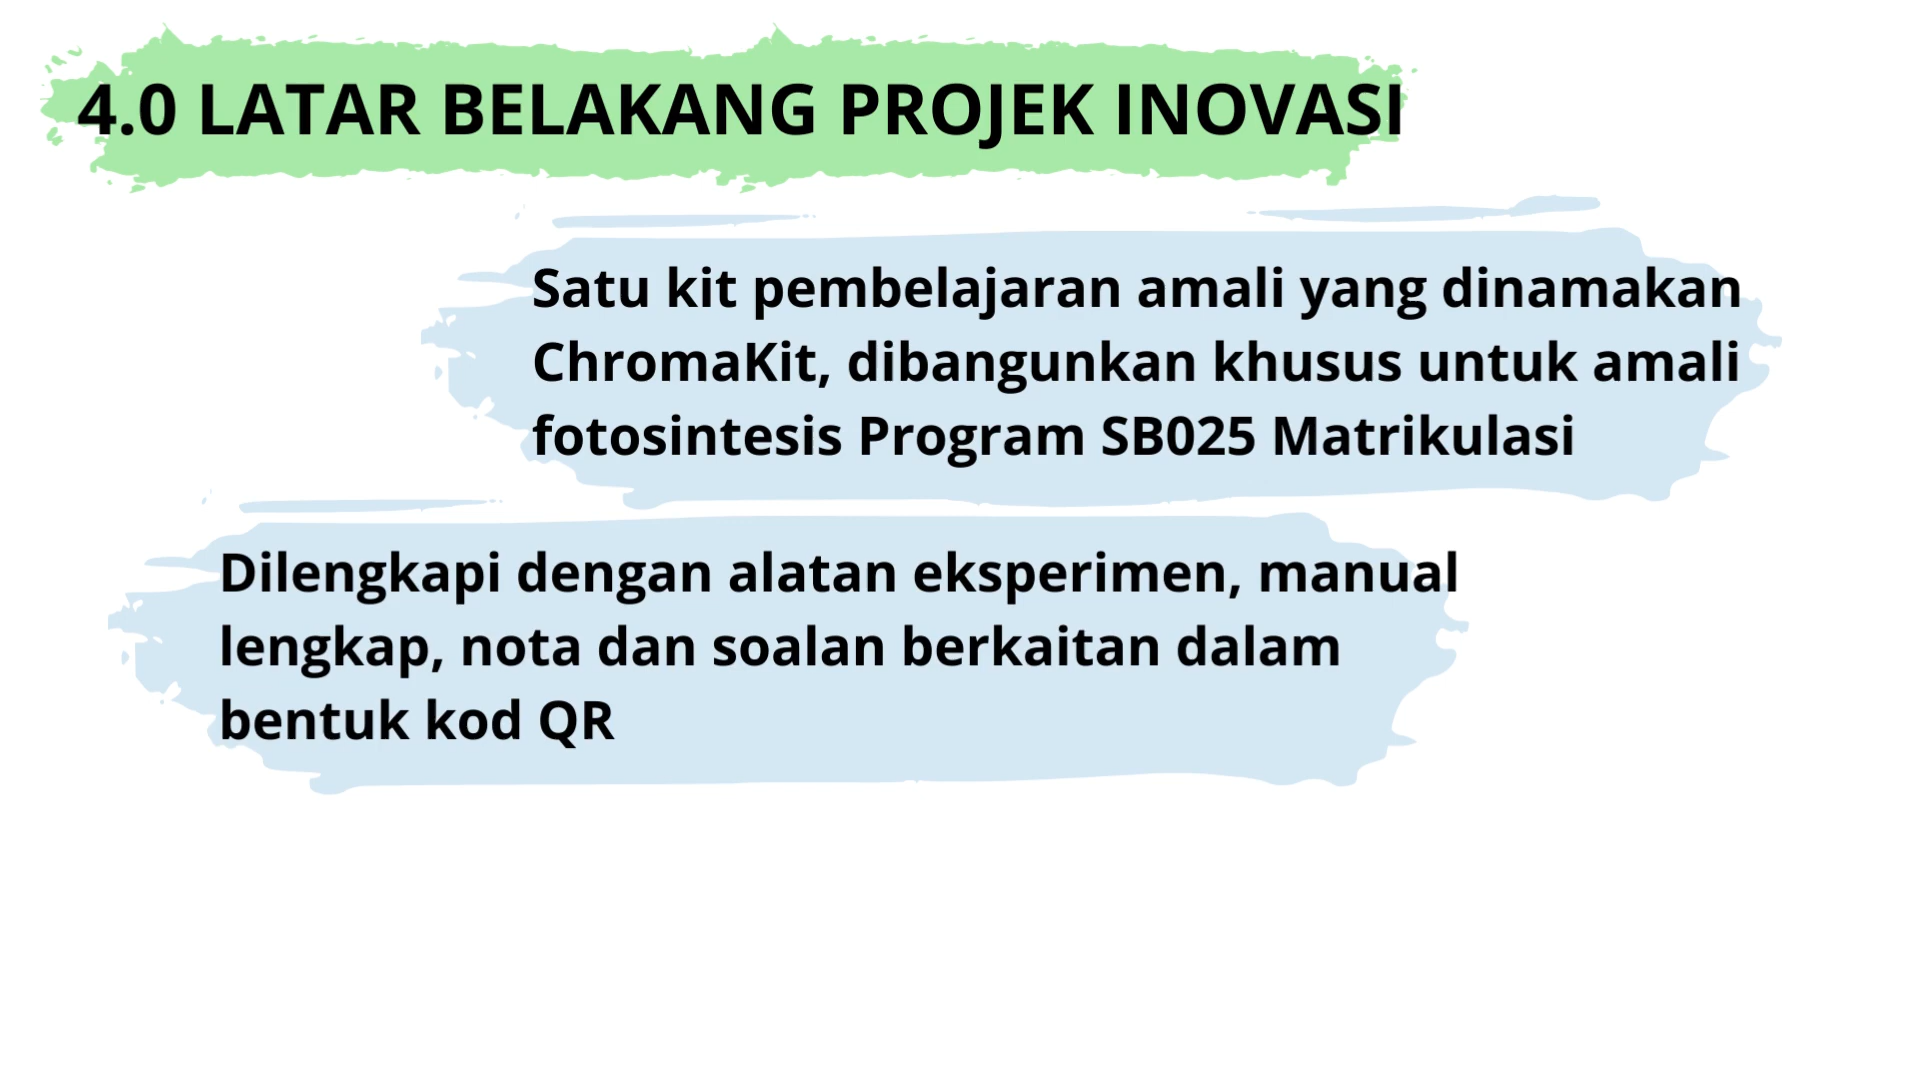 4.0 LATAR BELAKANG PROJEK INOVASI
Satu kit pembelajaran amali yang dinamakan
ChromaKit, dibangunkan khusus untuk amali
fotosintesis Program SB025 Matrikulasi
Dilengkapi dengan alatan eksperimen, manual
lengkap, nota dan soalan berkaitan dalam
bentuk kod QR